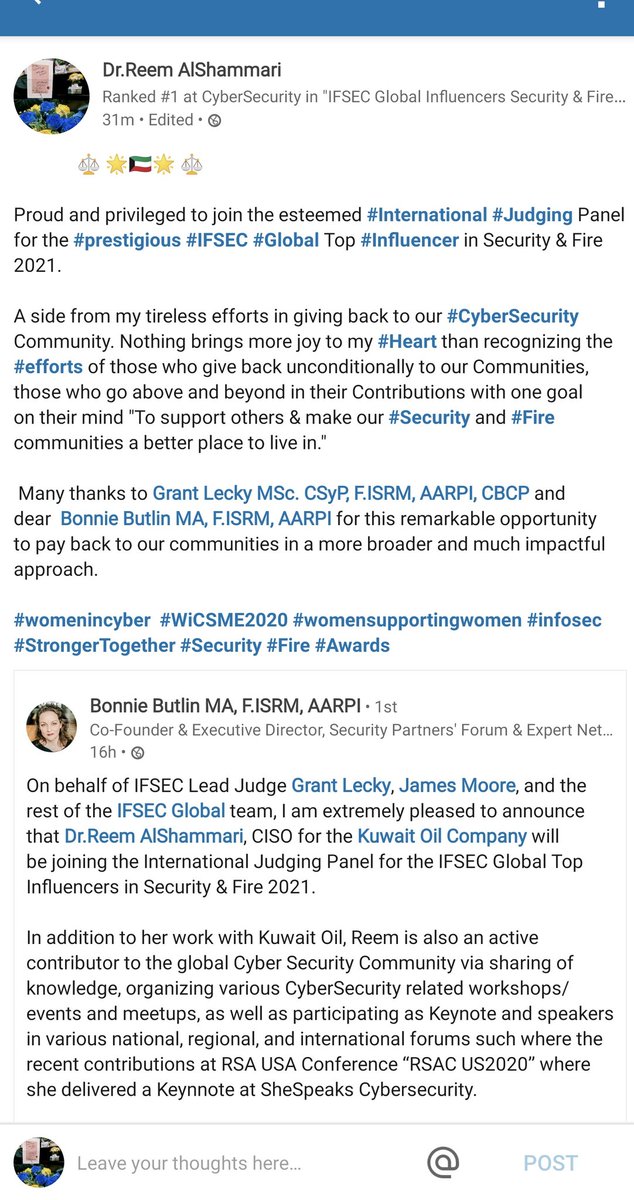 Dr.Reem AlShammari
Ranked #1 at CyberSecurity in "IFSEC Global Influencers Security & Fire...
31m • Edited •
Proud and privileged to join the esteemed #International #Judging Panel
for the #prestigious #IFSEC #Global Top #Influencer in Security & Fire
2021.
A side from my tireless efforts in giving back to our #CyberSecurity
Community. Nothing brings more joy to my #Heart than recognizing the
#efforts of those who give back unconditionally to our Communities,
those who go above and beyond in their Contributions with one goal
on their mind "To support others & make our #Security and #Fire
communities a better place to live in."
Many thanks to Grant Lecky MSc. CSyP, F.ISRM, AARPI, CBCP and
dear Bonnie Butlin MA, F.ISRM, AARPI for this remarkable opportunity
to pay back to our communities in a more broader and much impactful
approach.
#womenincyber #WiCSME2020 #womensupportingwomen #infosec
#StrongerTogether #Security #Fire #Awards
Bonnie Butlin MA, F.ISRM, AARPI • 1st
Co-Founder & Executive Director, Security Partners' Forum & Expert Net...
16h •
On behalf of IFSEC Lead Judge Grant Lecky, James Moore, and the
rest of the IFSEC Global team, I am extremely pleased to announce
that Dr.Reem AlShammari, CISO for the Kuwait Oil Company will
be joining the International Judging Panel for the IFSEC Global Top
Influencers in Security & Fire 2021.
In addition to her work with Kuwait Oil, Reem is also an active
contributor to the global Cyber Security Community via sharing of
knowledge, organizing various CyberSecurity related workshops/
events and meetups, as well as participating as Keynote and speakers
in various national, regional, and international forums such where the
recent contributions at RSA USA Conference “RSAC US2020” where
she delivered a Keynnote at SheSpeaks Cybersecurity.
Leave your thoughts here... @ POST